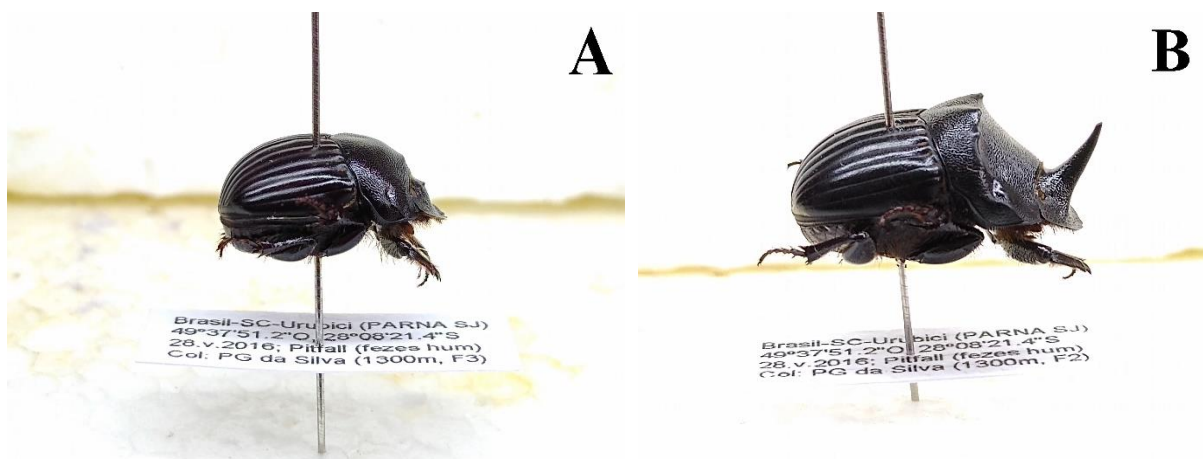 A
Brasil-SC-Urubici (PARNA SJ)
49°37'51.2"O, 28°08'21.4"S
28.v.2016; Pitfall (fezes hum)
Col: PG da Silva (1300m, F3)
B
Brasil-SC-Urubici (PARNA SJ)
49°37'51.2"O, 28°08'21.4"S
28.v.2016; Pitfall (fezes hum)
Col: PG da Silva (1300m, F2)